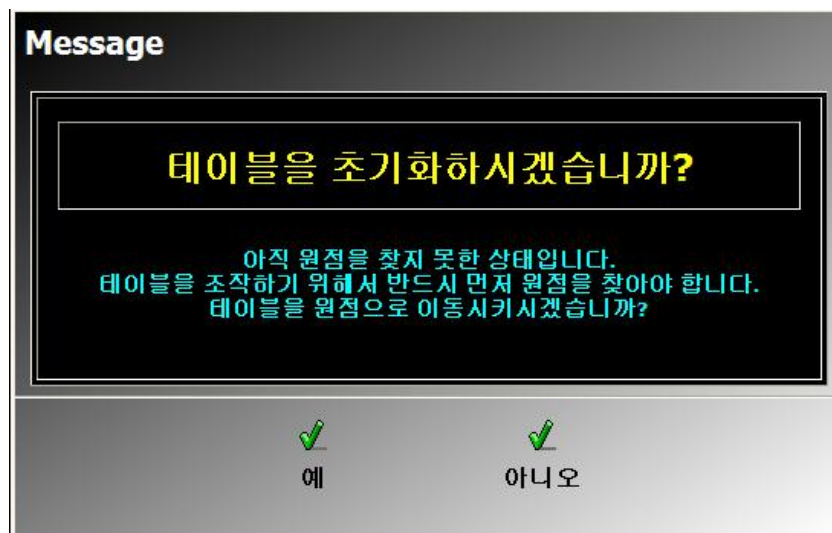 Message
테이블을 초기화하시겠습니까?
아직 원점을 찾지 못한 상태입니다.
테이블을 조작하기 위해서 반드시 먼저 원점을 찾아야 합니다.
테이블을 원점으로 이동시키시겠습니까?
예
아니오